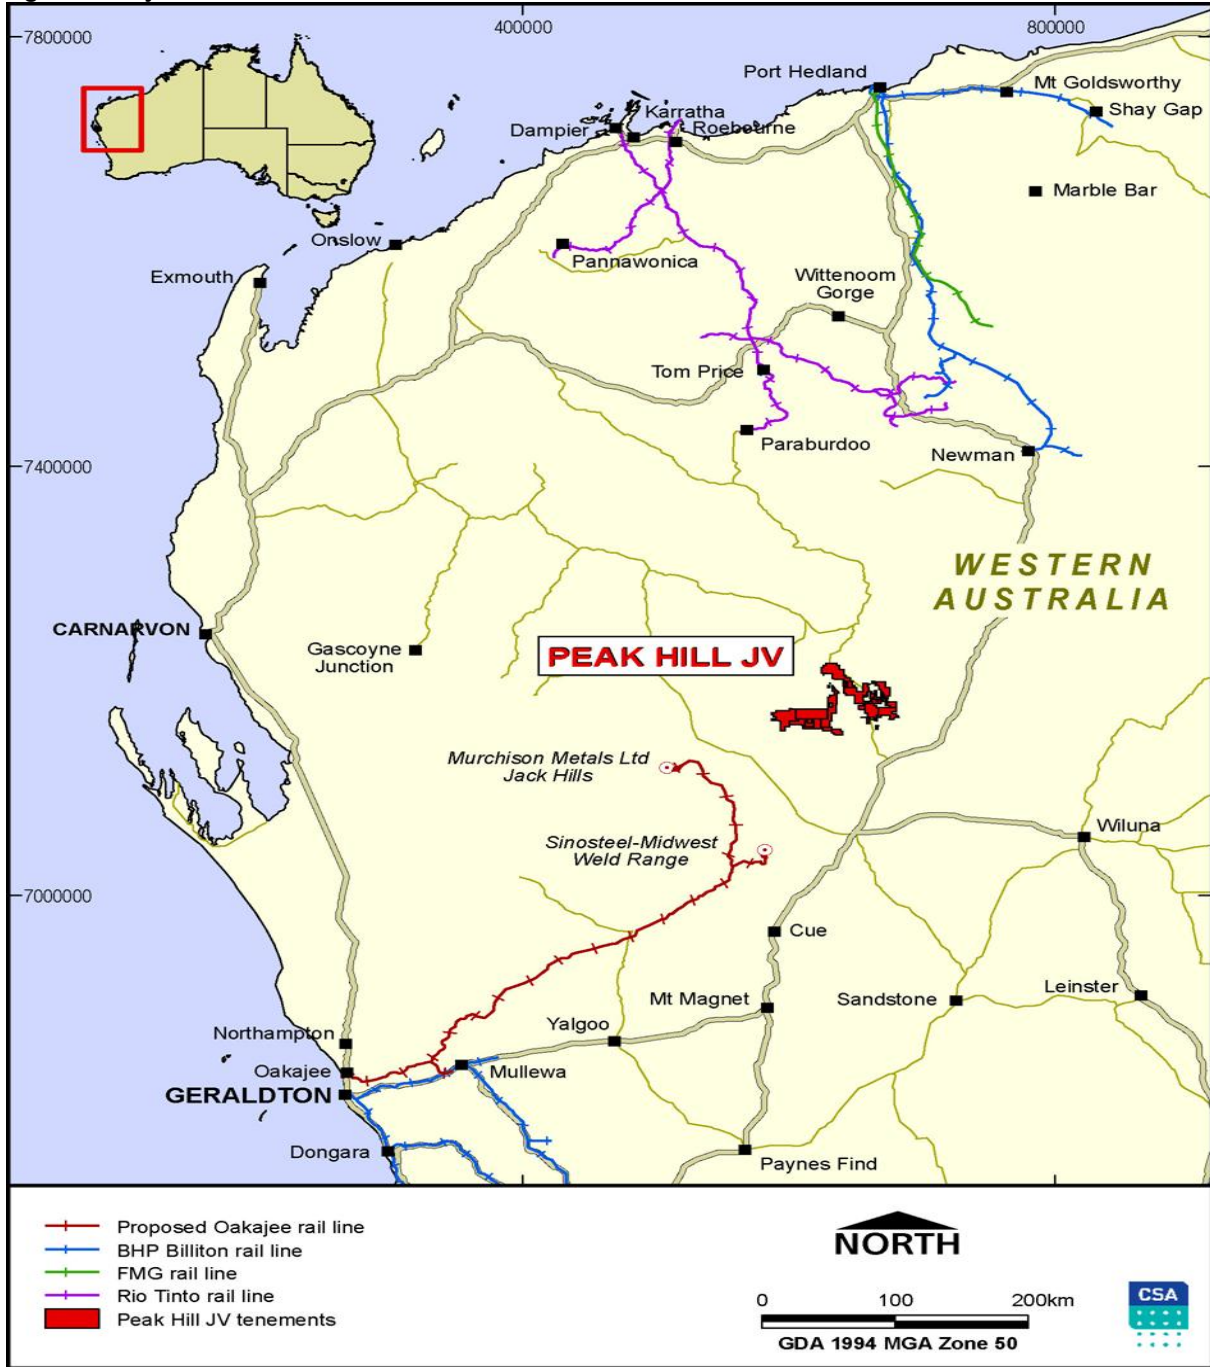 400000
800000
7800000
Port Hedland
Mt Goldsworthy
Karratha
Shay Gap
Dampier
Roebourne
Marble Bar
Onslow
Pannawonica
Exmouth
Wittenoom
Gorge
Tom Price
Paraburdoo
Newman
7400000
WESTERN
AUSTRALIA
CARNARVON
Gascoyne
Junction
PEAK HILL JV
Murchison Metals Ltd
Jack Hills
Wiluna
Sinosteel-Midwest
Weld Range
7000000
Cue
Mt Magnet
Sandstone
Leinster
Yalgoo
Northampton
Oakajee
Mullewa
GERALDTON
Dongara
Paynes Find
Proposed Oakajee rail line
BHP Billiton rail line
FMG rail line
Rio Tinto rail line
Peak Hill JV tenements
NORTH
0 100 200km
GDA 1994 MGA Zone 50
CSA